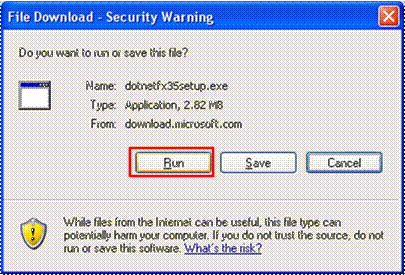 File Download - Security Warning
Do you want to run or save this file?
Name: dotnetfx35setup.exe
Type: Application, 2.82 MB
From: download.microsoft.com
Run Save Cancel
While files from the Internet can be useful, this file type can
potentially harm your computer. If you do not trust the source, do not
run or save this software. What's the risk?